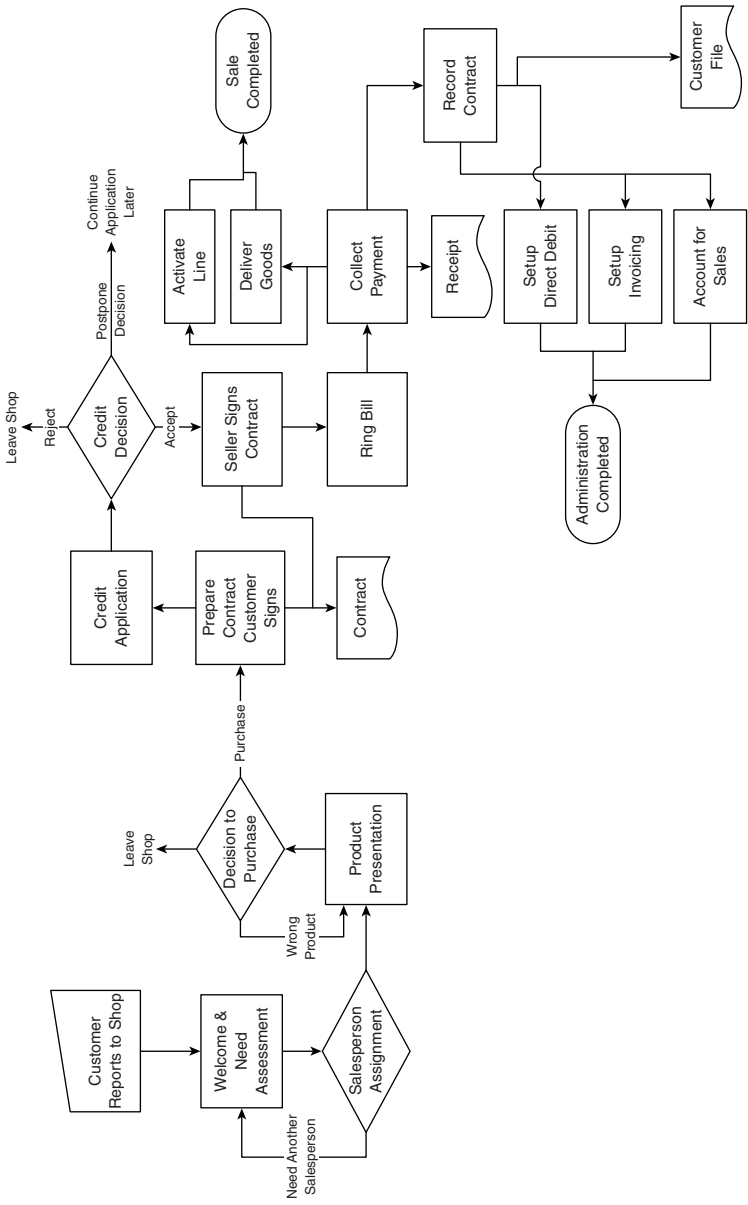 Customer
Reports to Shop
Welcome &
Need
Assessment
Need Another
Salesperson
Salesperson
Assignment
Product
Presentation
Wrong
Product
Decision to
Purchase
Leave
Shop
Purchase
Prepare
Contract
Customer
Signs
Contract
Credit
Application
Credit
Decision
Reject
Leave Shop
Postpone
Decision
Continue
Application
Later
Accept
Seller Signs
Contract
Ring Bill
Collect
Payment
Receipt
Activate
Line
Deliver
Goods
Sale
Completed
Record
Contract
Customer
File
Setup
Direct Debit
Setup
Invoicing
Account for
Sales
Administration
Completed